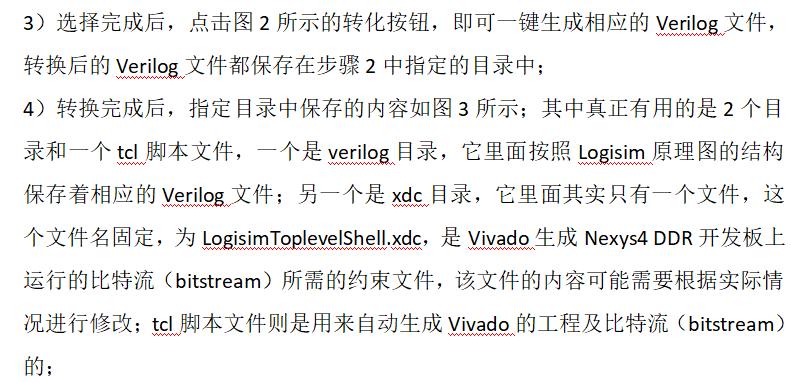 3）选择完成后，点击图 2 所示的转化按钮，即可一键生成相应的 Verilog 文件，
转换后的 Verilog 文件都保存在步骤 2 中指定的目录中；
4）转换完成后，指定目录中保存的内容如图 3 所示；其中真正有用的是 2 个目
录和一个 tcl 脚本文件，一个是 verilog 目录，它里面按照 Logisim 原理图的结构
保存着相应的 Verilog 文件；另一个是 xdc 目录，它里面其实只有一个文件，这
个文件名固定，为 LogisimToplevelShell.xdc，是 Vivado 生成 Nexys4 DDR 开发板上
运行的比特流（bitstream）所需的约束文件，该文件的内容可能需要根据实际情
况进行修改；tcl 脚本文件则是用来自动生成 Vivado 的工程及比特流（bitstream）
的；